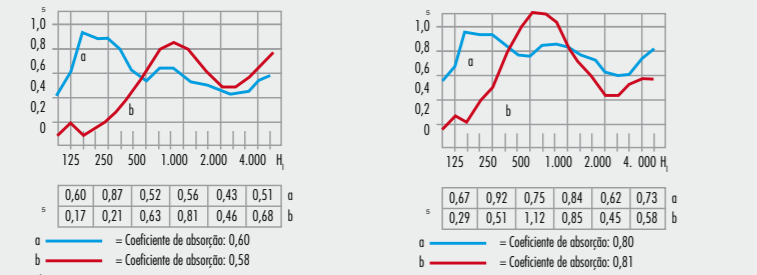 s
1,0
0,8
0,6
0,4
0,2
0
a
b
125 250 500 1.000 2.000 4.000 H
0,60 0,87 0,52 0,56 0,43 0,51 a
s 0,17 0,21 0,63 0,81 0,46 0,68 b
a = Coeficiente de absorção: 0,60
b = Coeficiente de absorção: 0,58
s
1,0
0,8
0,6
0,4
0,2
0
a
b
125 250 500 1.000 2.000 4. 000 H
0,67 0,92 0,75 0,84 0,62 0,73 a
s 0,29 0,51 1,12 0,85 0,45 0,58 b
a = Coeficiente de absorção: 0,80
b = Coeficiente de absorção: 0,81